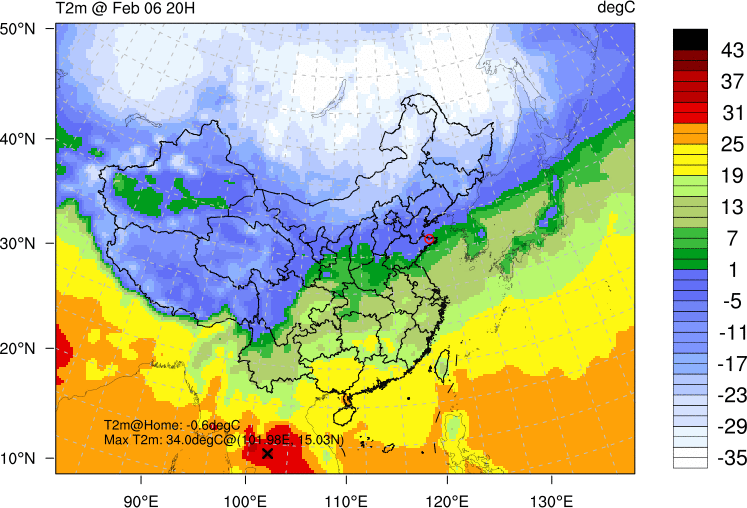 T2m @ Feb 06 20H
degC
50°N
40°N
30°N
20°N
10°N
T2m@Home: -0.6degC
Max T2m: 34.0degC@(101.98E, 15.03N)
90°E
100°E
110°E
120°E
130°E
43
37
31
25
19
13
7
1
-5
-11
-17
-23
-29
-35